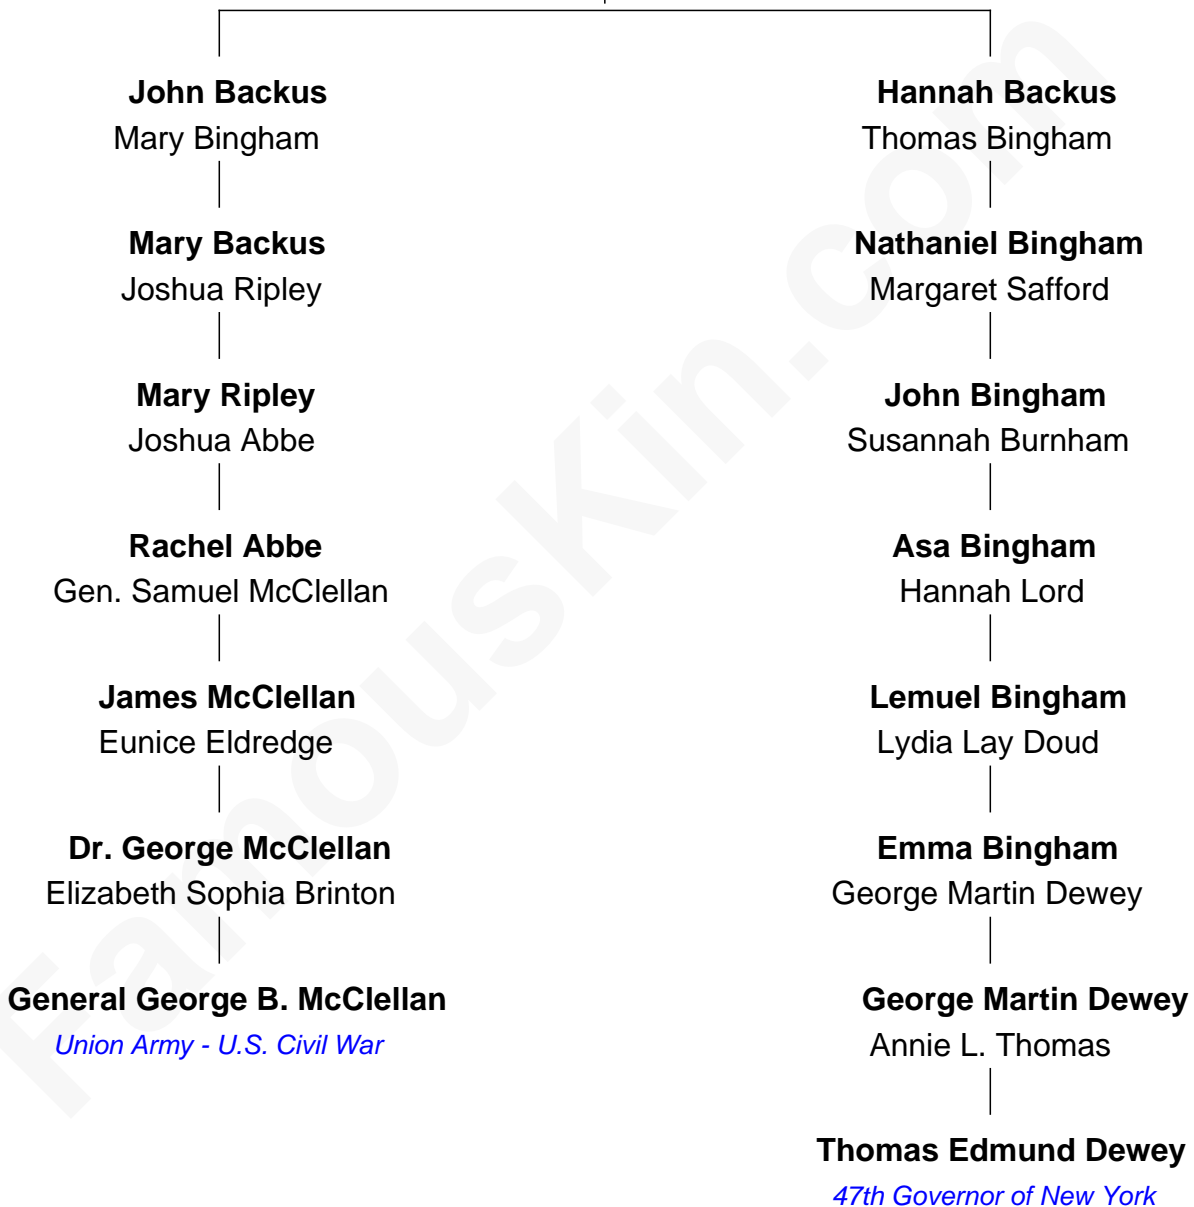 John Backus
Mary Bingham
Hannah Backus
Thomas Bingham
Mary Backus
Joshua Ripley
Nathaniel Bingham
Margaret Safford
Mary Ripley
Joshua Abbe
John Bingham
Susannah Burnham
Rachel Abbe
Gen. Samuel McClellan
Asa Bingham
Hannah Lord
James McClellan
Eunice Eldredge
Lemuel Bingham
Lydia Lay Doud
Dr. George McClellan
Elizabeth Sophia Brinton
Emma Bingham
George Martin Dewey
General George B. McClellan
Union Army - U.S. Civil War
George Martin Dewey
Annie L. Thomas
Thomas Edmund Dewey
47th Governor of New York
FamousKin.com